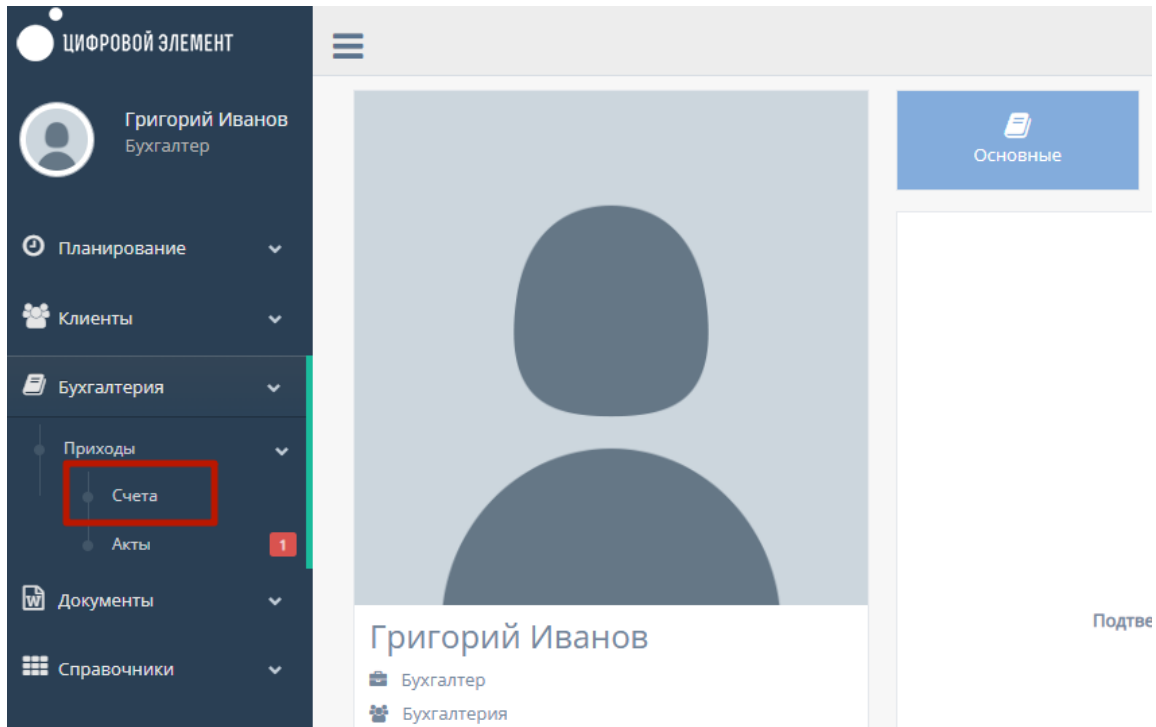 ЦИФРОВОЙ ЭЛЕМЕНТ
Григорий Иванов
Бухгалтер
Планирование
Клиенты
Бухгалтерия
Приходы
Счета
Акты
1
Документы
Справочники
Основные
Подтве
Григорий Иванов
Бухгалтер
Бухгалтерия